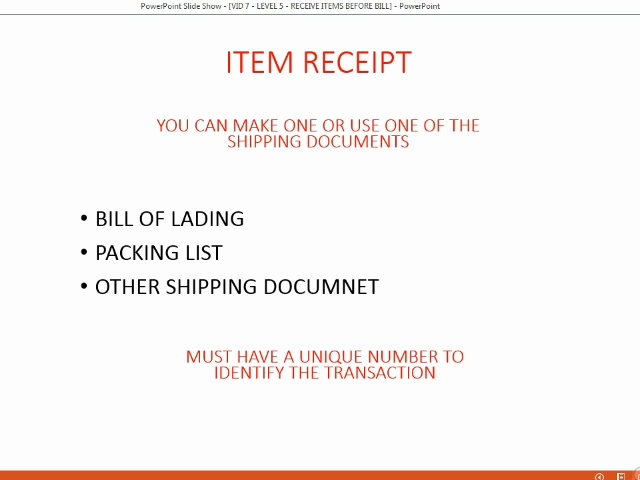 PowerPoint Slide Show - [VID 7 - LEVEL 5 - RECEIVE ITEMS BEFORE BILL] - PowerPoint
ITEM RECEIPT
YOU CAN MAKE ONE OR USE ONE OF THE
SHIPPING DOCUMENTS
• BILL OF LADING
• PACKING LIST
• OTHER SHIPPING DOCUMNET
MUST HAVE A UNIQUE NUMBER TO
IDENTIFY THE TRANSACTION